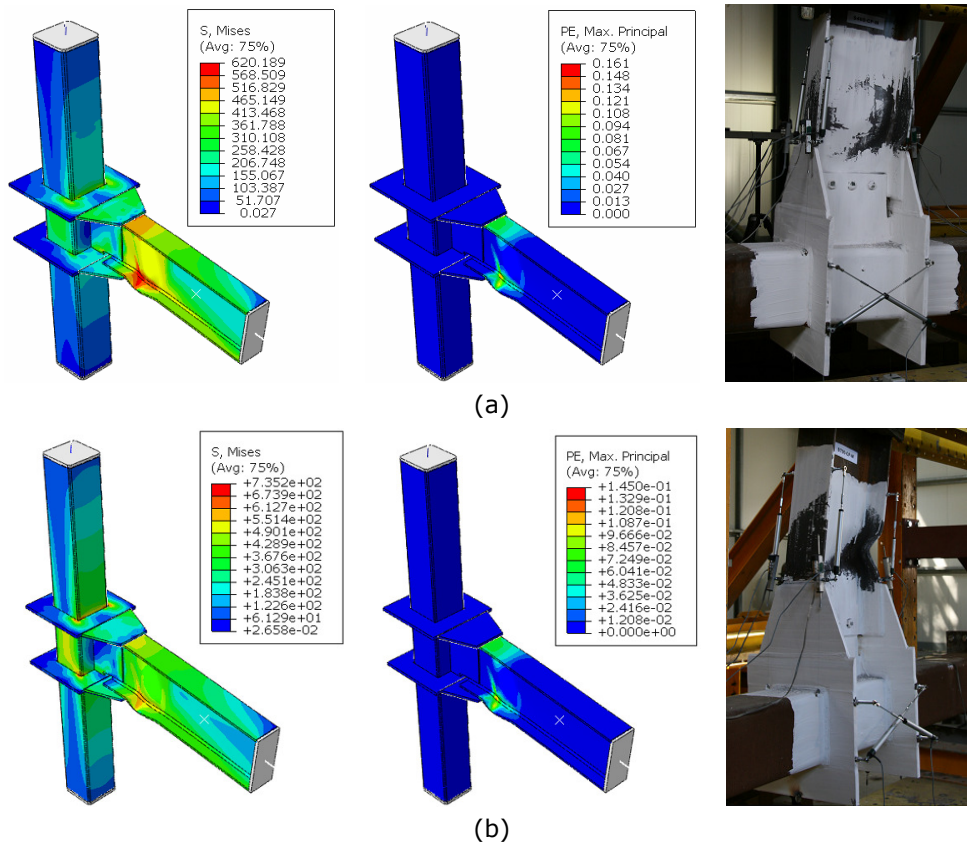 S, Mises
(Avg: 75%)
620.189
568.509
516.829
465.149
413.468
361.788
310.108
258.428
206.748
155.067
103.387
51.707
0.027
PE, Max. Principal
(Avg: 75%)
0.161
0.148
0.134
0.121
0.108
0.094
0.081
0.067
0.054
0.040
0.027
0.013
0.000
(a)
S, Mises
(Avg: 75%)
+7.352e+02
+6.739e+02
+6.127e+02
+5.514e+02
+4.901e+02
+4.289e+02
+3.676e+02
+3.063e+02
+2.451e+02
+1.838e+02
+1.226e+02
+6.129e+01
+2.658e-02
PE, Max. Principal
(Avg: 75%)
+1.450e-01
+1.329e-01
+1.208e-01
+1.087e-01
+9.666e-02
+8.457e-02
+7.249e-02
+6.041e-02
+4.833e-02
+3.625e-02
+2.416e-02
+1.208e-02
+0.000e+00
(b)